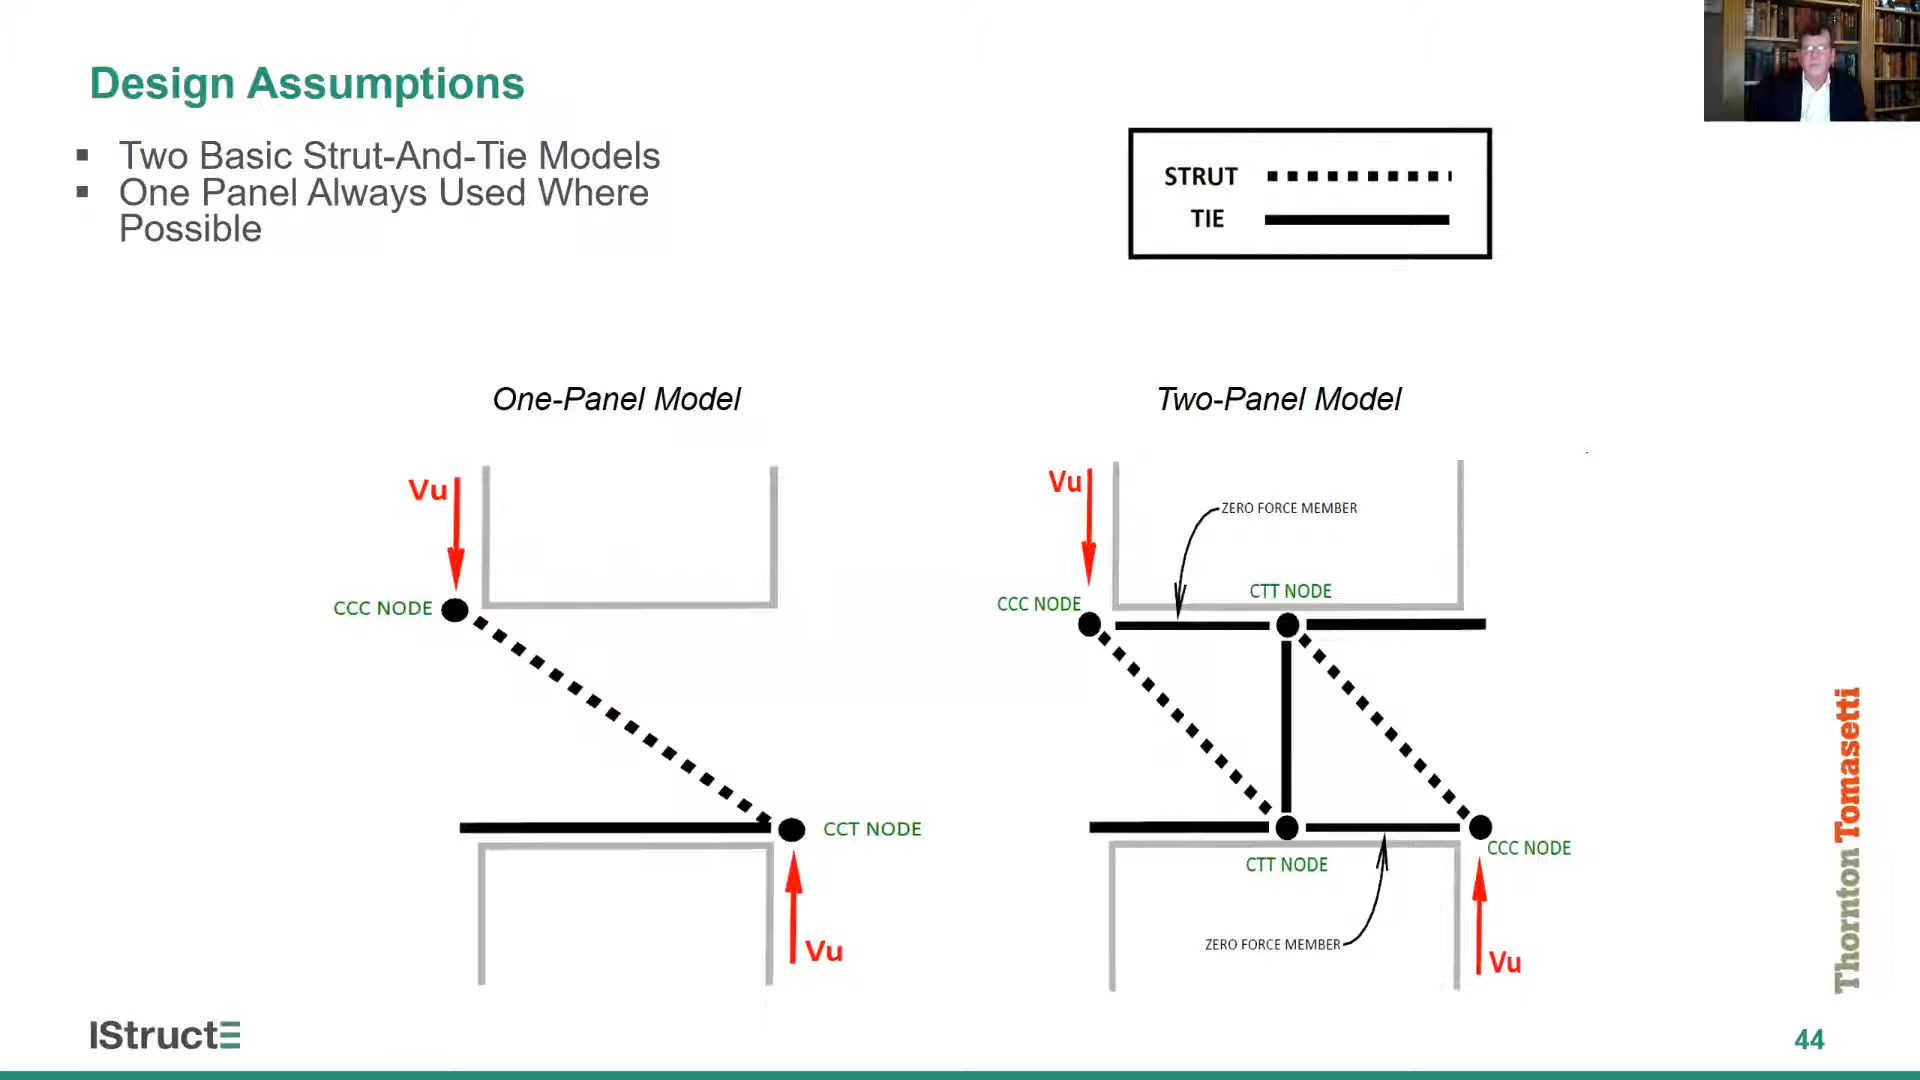 Design Assumptions
▪ Two Basic Strut-And-Tie Models
▪ One Panel Always Used Where
Possible
STRUT
TIE
One-Panel Model
Two-Panel Model
Vu
CCC NODE
CCT NODE
Vu
Vu
ZERO FORCE MEMBER
CCC NODE
CTT NODE
CTT NODE
CCC NODE
ZERO FORCE MEMBER
Vu
Thornton Tomasetti
IStructE
44